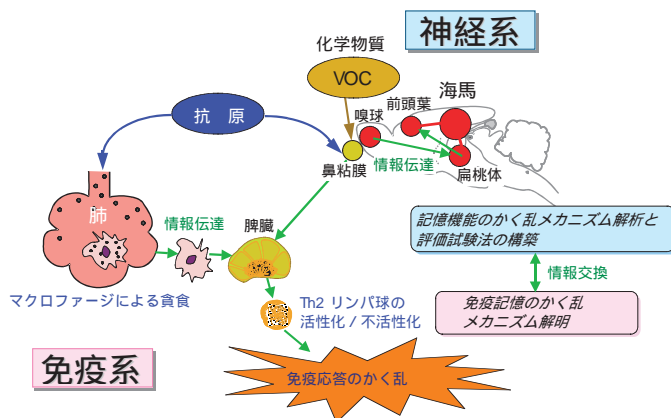 神経系
化学物質
VOC
海馬
前頭葉
嗅球
抗　原
情報伝達
扁桃体
鼻粘膜
肺
情報伝達
脾臓
記憶機能のかく乱メカニズム解析と
評価試験法の構築
情報交換
マクロファージによる貪食
Th2 リンパ球の
活性化 / 不活性化
免疫記憶のかく乱
メカニズム解明
免疫系
免疫応答のかく乱